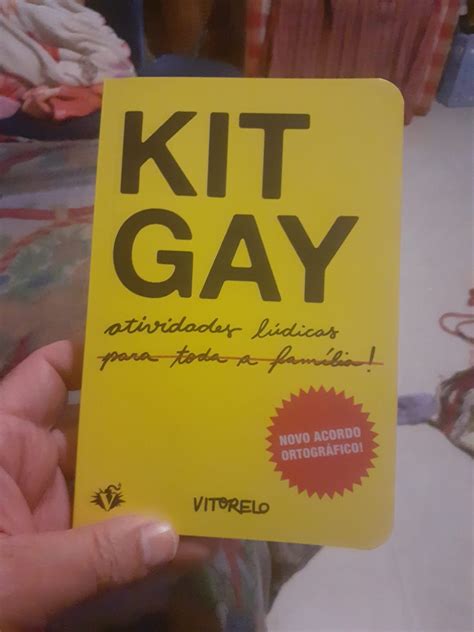 KIT
GAY
atividades lúdicas
para toda a família!
NOVO ACORDO
ORTOGRÁFICO!
V
VITORELO